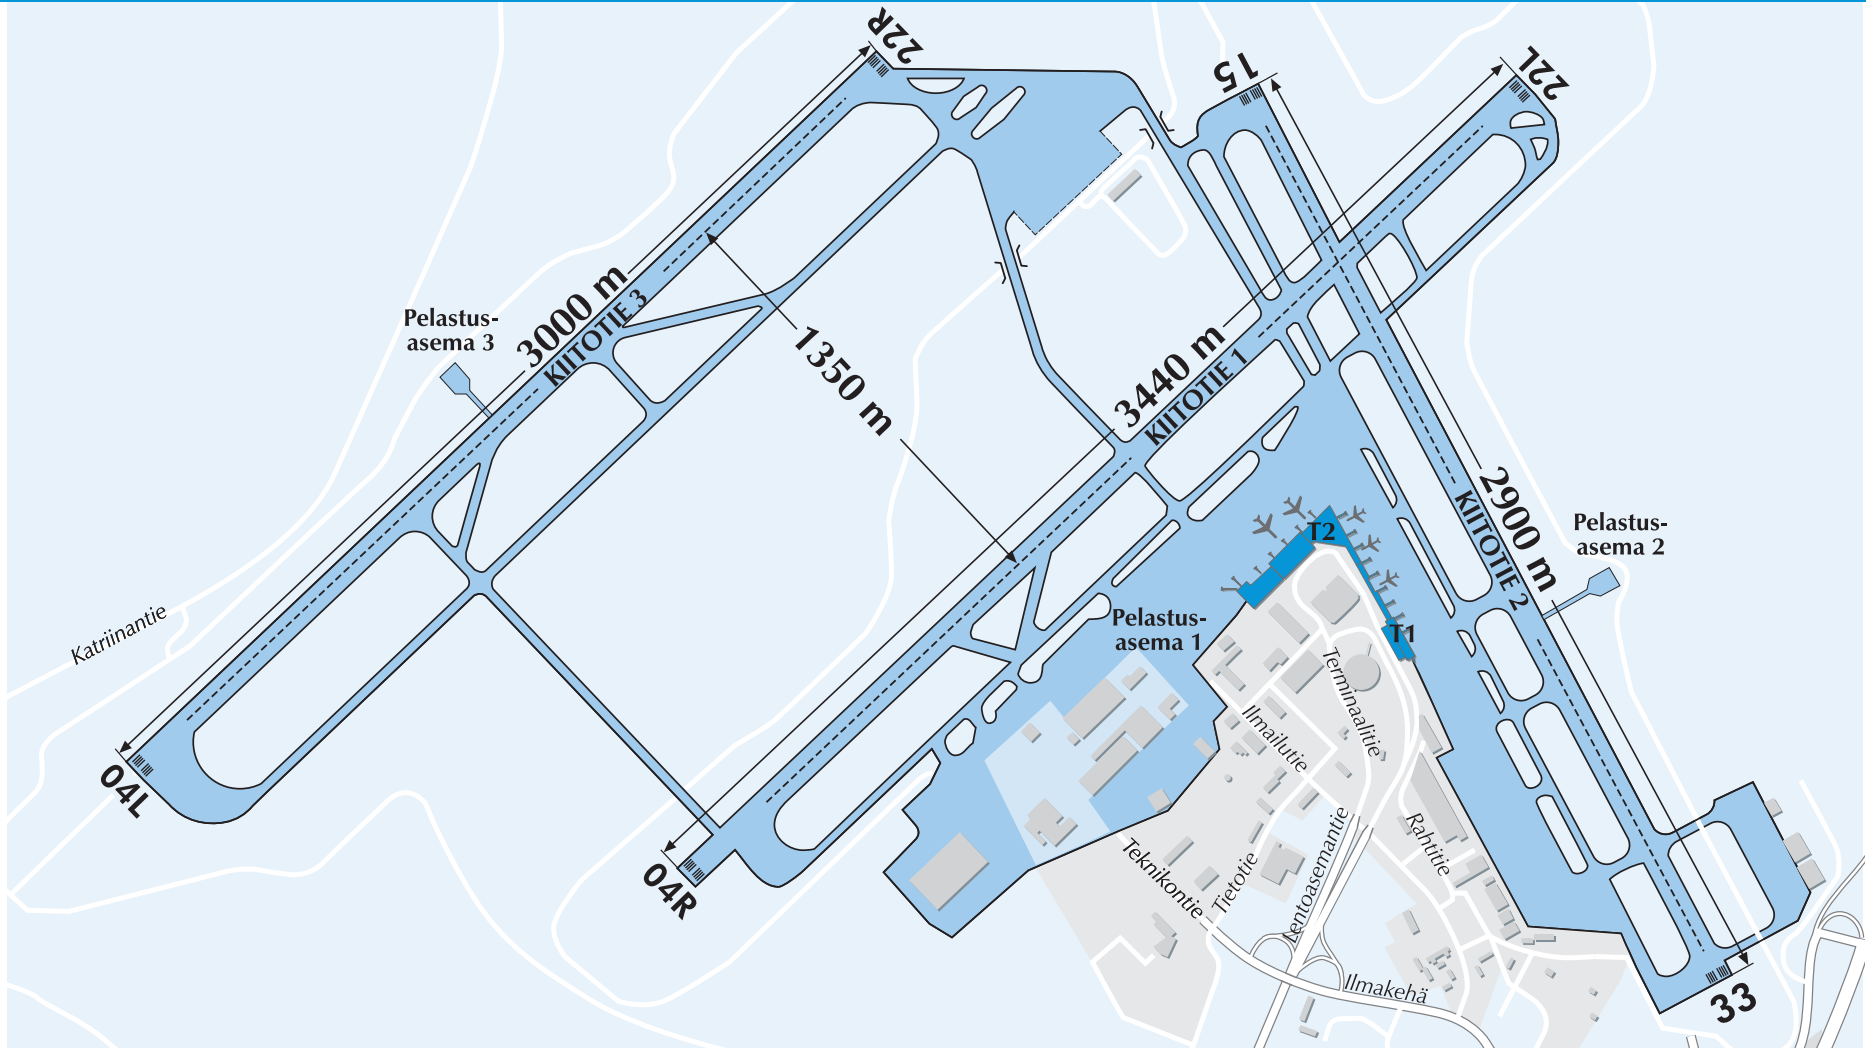 22R
15
22L
3000 m
KIITOTIE 3
Pelastus-
asema 3
1350 m
3440 m
KIITOTIE 1
2900 m
KIITOTIE 2
Pelastus-
asema 2
T2
T1
Pelastus-
asema 1
Katriinantie
Terminaalitie
Ilmailutie
04L
04R
Teknikontie
Tietotie
Lentoasemantie
Rahtitie
Ilmakehä
33